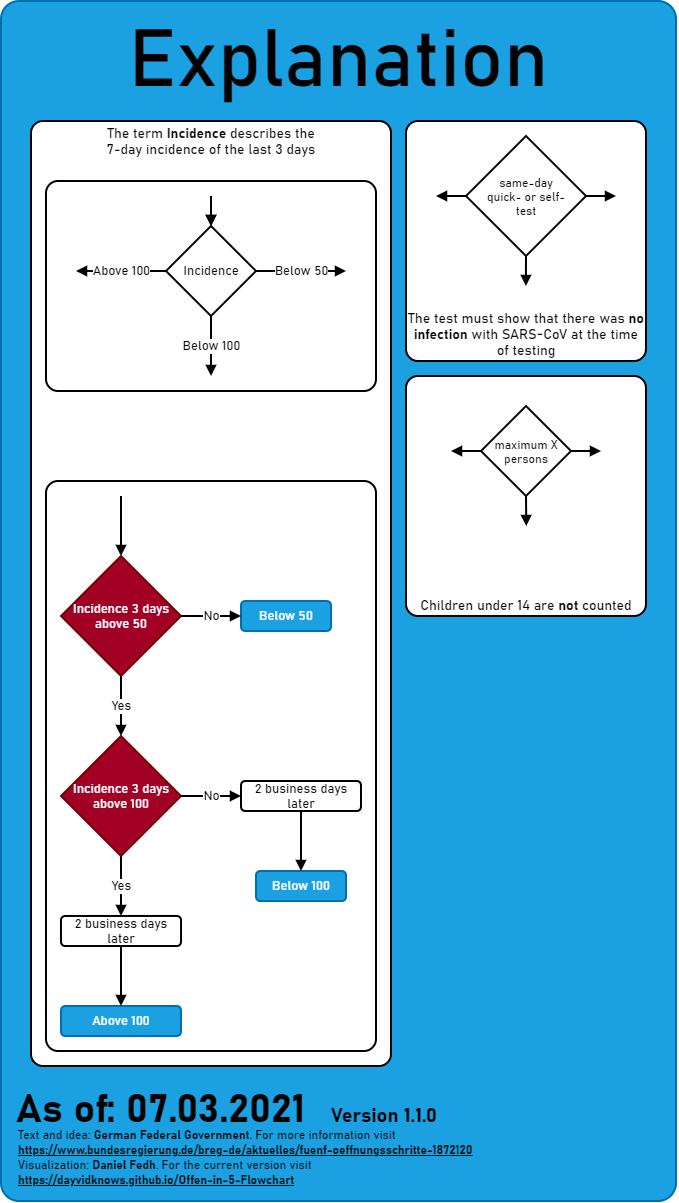 Explanation
The term Incidence describes the
7-day incidence of the last 3 days
Above 100
Incidence
Below 50
Below 100
same-day
quick- or self-
test
The test must show that there was no
infection with SARS-CoV at the time
of testing
maximum X
persons
Children under 14 are not counted
Incidence 3 days
above 50
No
Below 50
Yes
Incidence 3 days
above 100
No
2 business days
later
Below 100
Yes
2 business days
later
Above 100
As of: 07.03.2021 Version 1.1.0
Text and idea: German Federal Government. For more information visit
https://www.bundesregierung.de/breg-de/aktuelles/fuenf-oeffnungsschritte-1872120
Visualization: Daniel Fedh. For the current version visit
https://dayvidknows.github.io/Offen-in-5-Flowchart